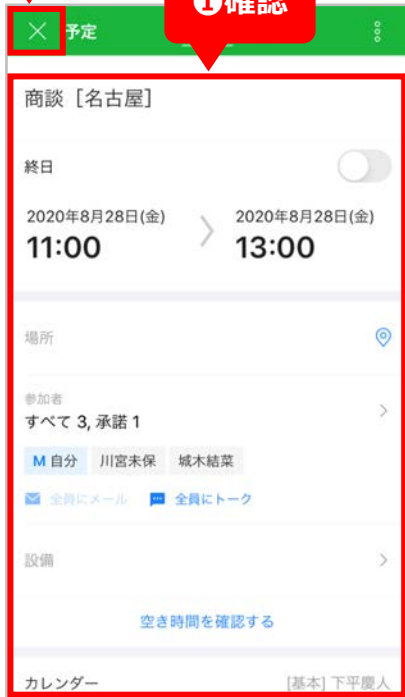 ❶確認
予定
商談［名古屋］
終日
2020年8月28日(金) 2020年8月28日(金)
11:00 13:00
場所
参加者
すべて 3, 承諾 1
M 自分 川宮未保 城木結菜
全員にメール 全員にトーク
設備
空き時間を確認する
カレンダー [基本] 下平慶人